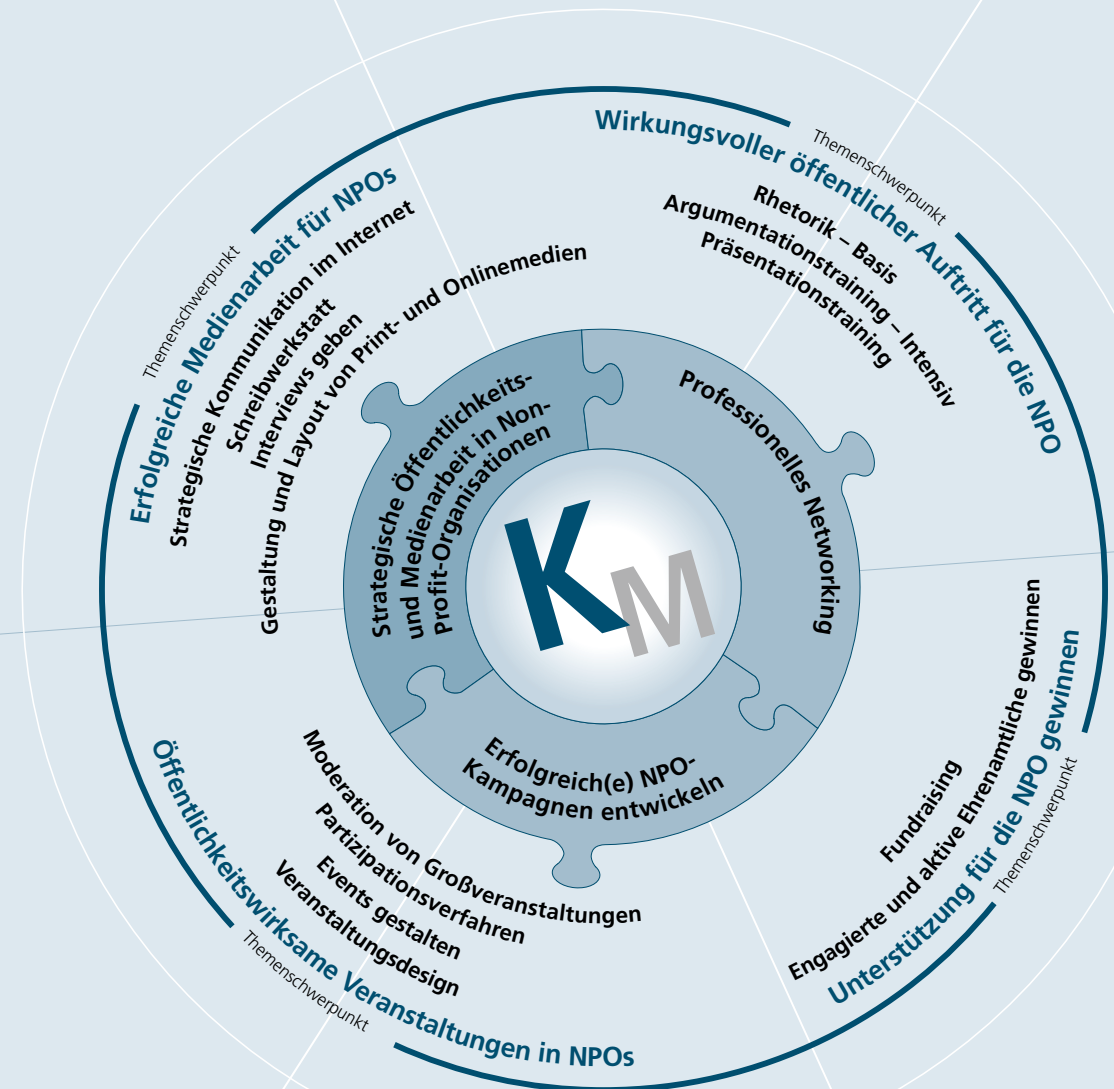 Themenschwerpunkt
Erfolgreiche Medienarbeit für NPOs
Strategische Kommunikation im Internet
Schreibwerkstatt
Interviews geben
Gestaltung und Layout von Print- und Onlinemedien
Themenschwerpunkt
Wirkungsvoller öffentlicher Auftritt für die NPO
Rhetorik – Basis
Argumentationstraining – Intensiv
Präsentationstraining
Strategische Öffentlichkeits-
und Medienarbeit in Non-
Profit-Organisationen
Professionelles Networking
KM
Erfolgreich(e) NPO-
Kampagnen entwickeln
Moderation von Großveranstaltungen
Partizipationsverfahren
Events gestalten
Veranstaltungsdesign
Öffentlichkeitswirksame Veranstaltungen in NPOs
Themenschwerpunkt
Fundraising
Engagierte und aktive Ehrenamtliche gewinnen
Unterstützung für die NPO gewinnen
Themenschwerpunkt